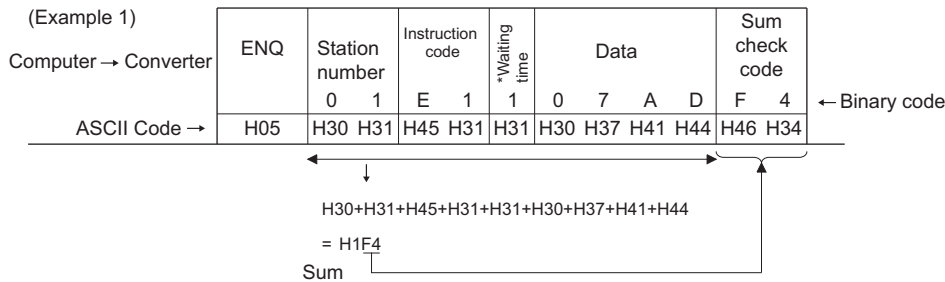 (Example 1)
Computer → Converter
ENQ Station number Instruction code *Waiting time Data Sum check code
0 1 E 1 1 0 7 A D F 4 ← Binary code
ASCII Code → H05 H30 H31 H45 H31 H31 H30 H37 H41 H44 H46 H34
H30+H31+H45+H31+H31+H30+H37+H41+H44
= H1F4
Sum